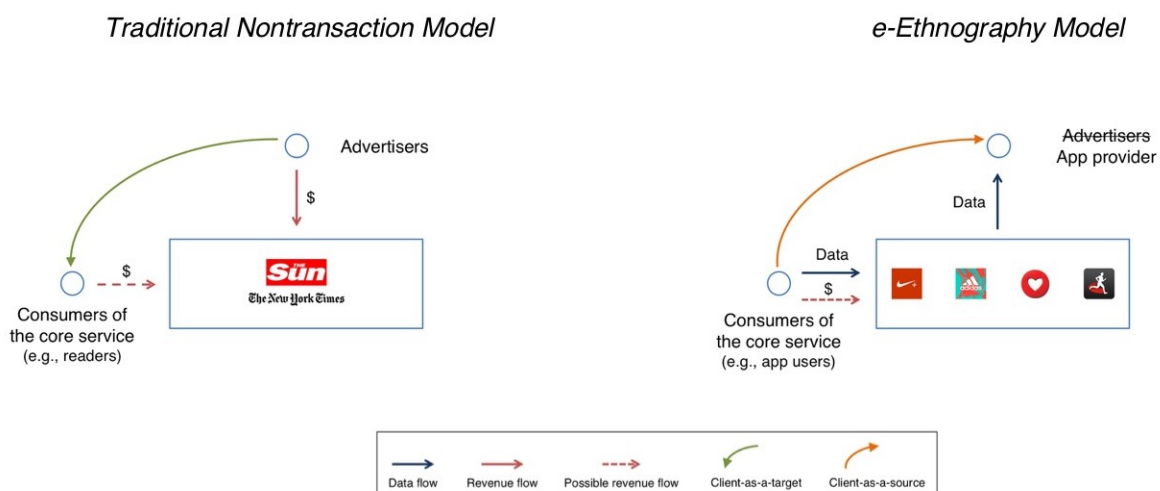 Traditional Nontransaction Model
e-Ethnography Model
Advertisers
$
$
THE
Sun
The New York Times
Consumers of
the core service
(e.g., readers)
Advertisers
App provider
Data
Data
$
adidas
Consumers of
the core service
(e.g., app users)
Data flow
Revenue flow
Possible revenue flow
Client-as-a-target
Client-as-a-source